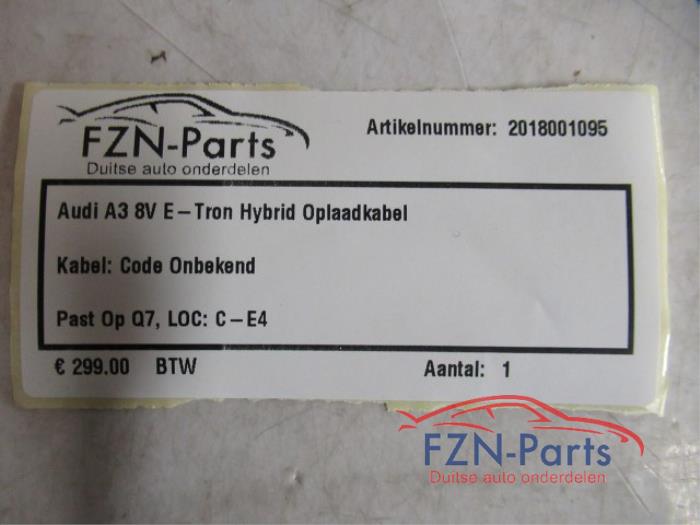 FZN-Parts
Duitse auto onderdelen
Artikelnummer: 2018001095
Audi A3 8V E-Tron Hybrid Oplaadkabel
Kabel: Code Onbekend
Past Op Q7, LOC: C-E4
€ 299.00 BTW Aantal: 1
FZN-Parts
Duitse auto onderdelen